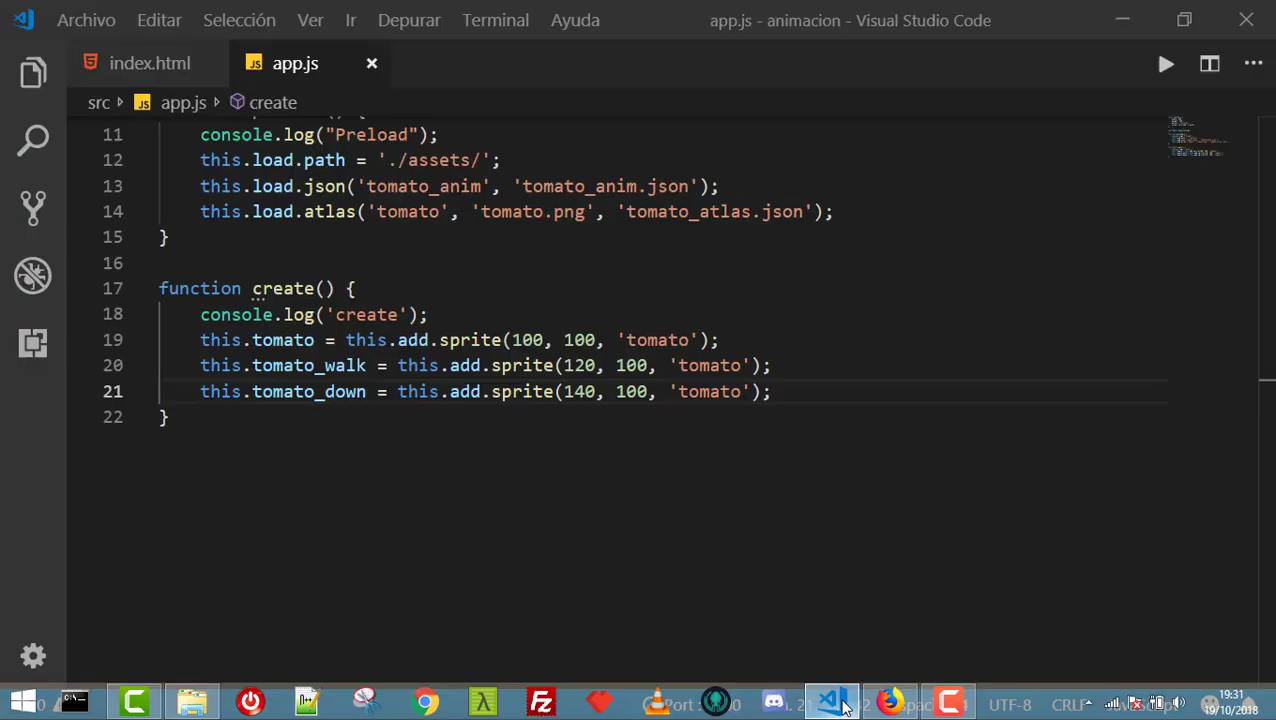 Archivo Editar Selección Ver Ir Depurar Terminal Ayuda app.js - animacion - Visual Studio Code
index.html JS app.js
src JS app.js create
11 console.log("Preload");
12 this.load.path = './assets/';
13 this.load.json('tomato_anim', 'tomato_anim.json');
14 this.load.atlas('tomato', 'tomato.png', 'tomato_atlas.json');
15 }
16
17 function create() {
18 console.log('create');
19 this.tomato = this.add.sprite(100, 100, 'tomato');
20 this.tomato_walk = this.add.sprite(120, 100, 'tomato');
21 this.tomato_down = this.add.sprite(140, 100, 'tomato');
22 }
Port : UTF-8 CRLF 19:31
19/10/2018